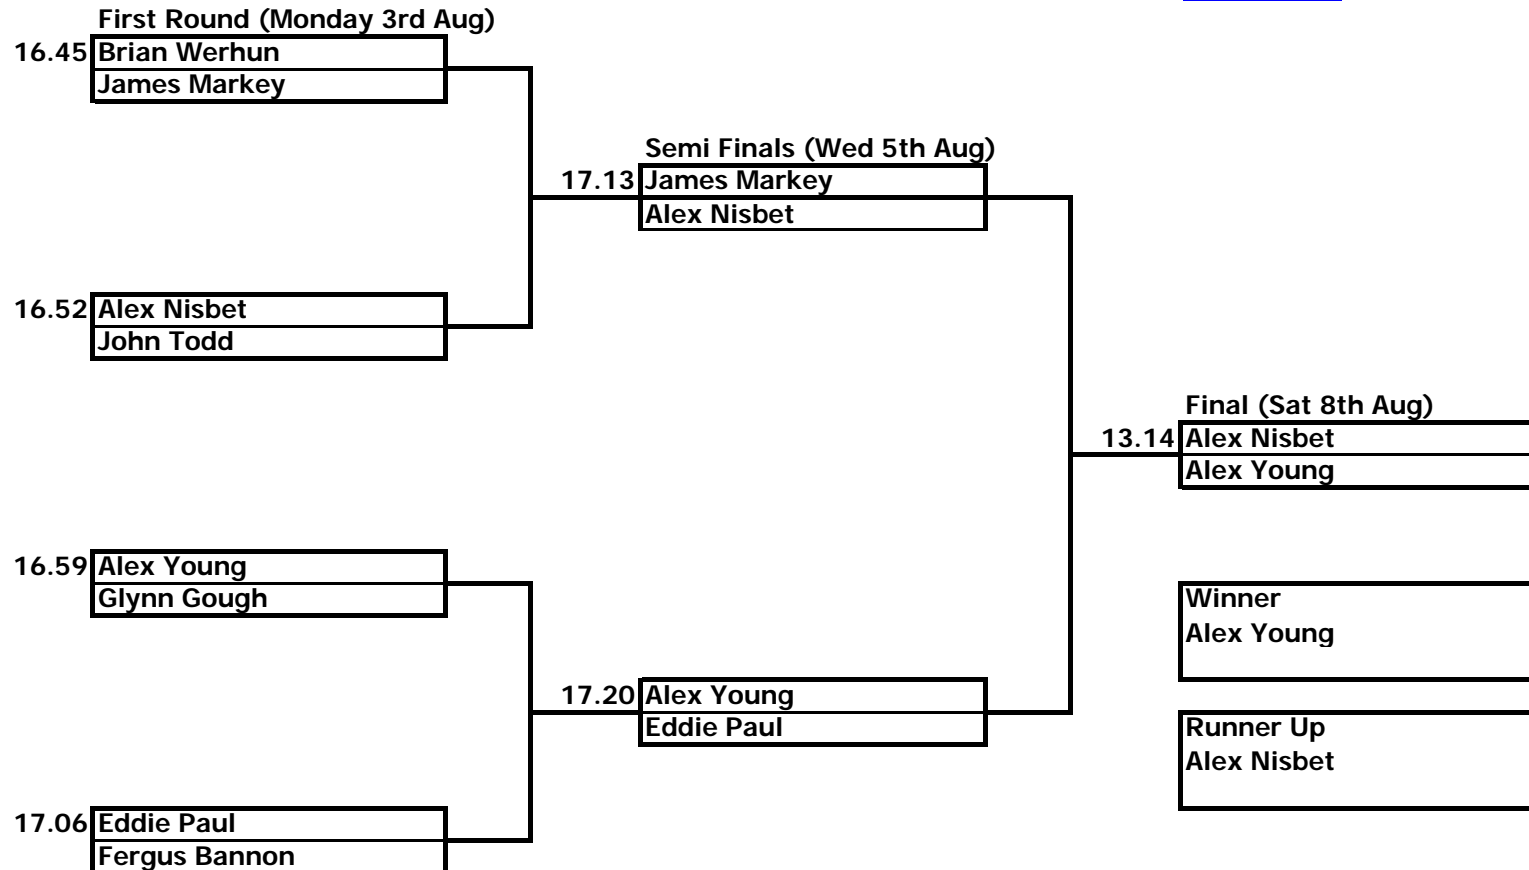 First Round (Monday 3rd Aug)
16.45 Brian Werhun
James Markey
Semi Finals (Wed 5th Aug)
17.13 James Markey
Alex Nisbet
16.52 Alex Nisbet
John Todd
Final (Sat 8th Aug)
13.14 Alex Nisbet
Alex Young
16.59 Alex Young
Glynn Gough
Winner
Alex Young
17.20 Alex Young
Eddie Paul
Runner Up
Alex Nisbet
17.06 Eddie Paul
Fergus Bannon